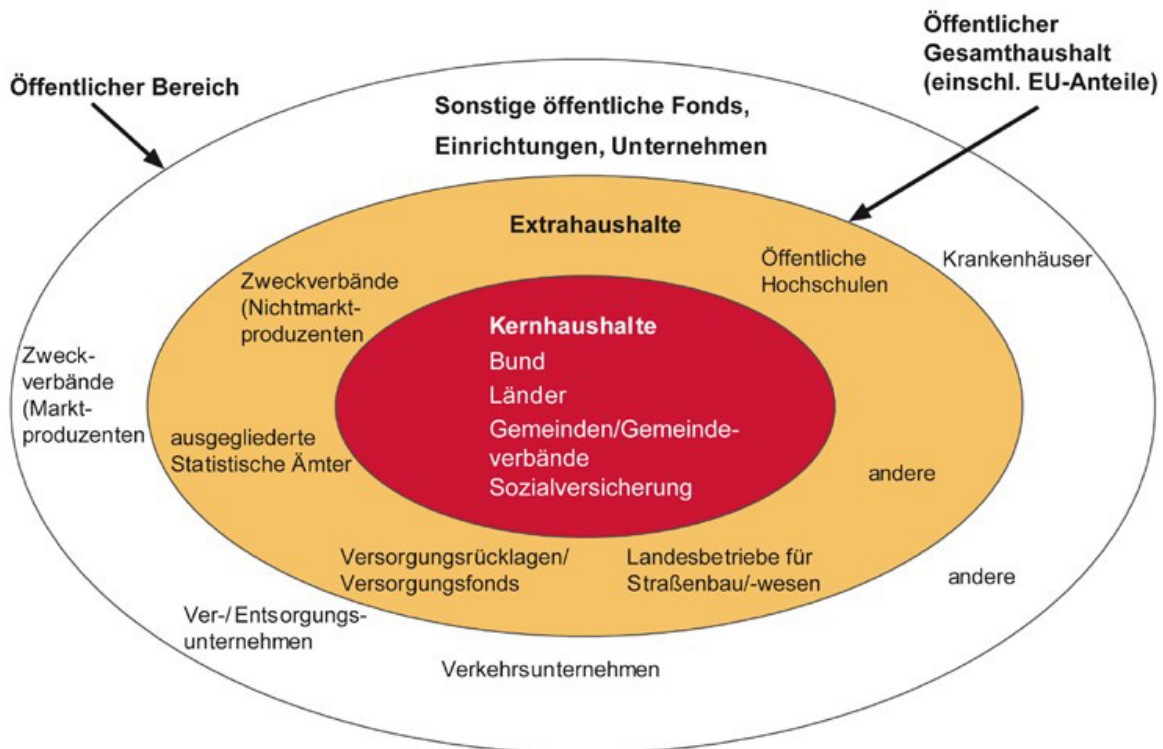 Öffentlicher
Gesamthaushalt
(einschl. EU-Anteile)
Öffentlicher Bereich
Sonstige öffentliche Fonds,
Einrichtungen, Unternehmen
Extrahaushalte
Öffentliche
Hochschulen
Krankenhäuser
Zweckverbände
(Nichtmarkt-
produzenten
Kernhaushalte
Bund
Länder
Gemeinden/Gemeinde-
verbände
Sozialversicherung
Zweck-
verbände
(Markt-
produzenten
ausgegliederte
Statistische Ämter
andere
Versorgungsrücklagen/
Versorgungsfonds
Landesbetriebe für
Straßenbau/-wesen
andere
Ver-/Entsorgungs-
unternehmen
Verkehrsunternehmen